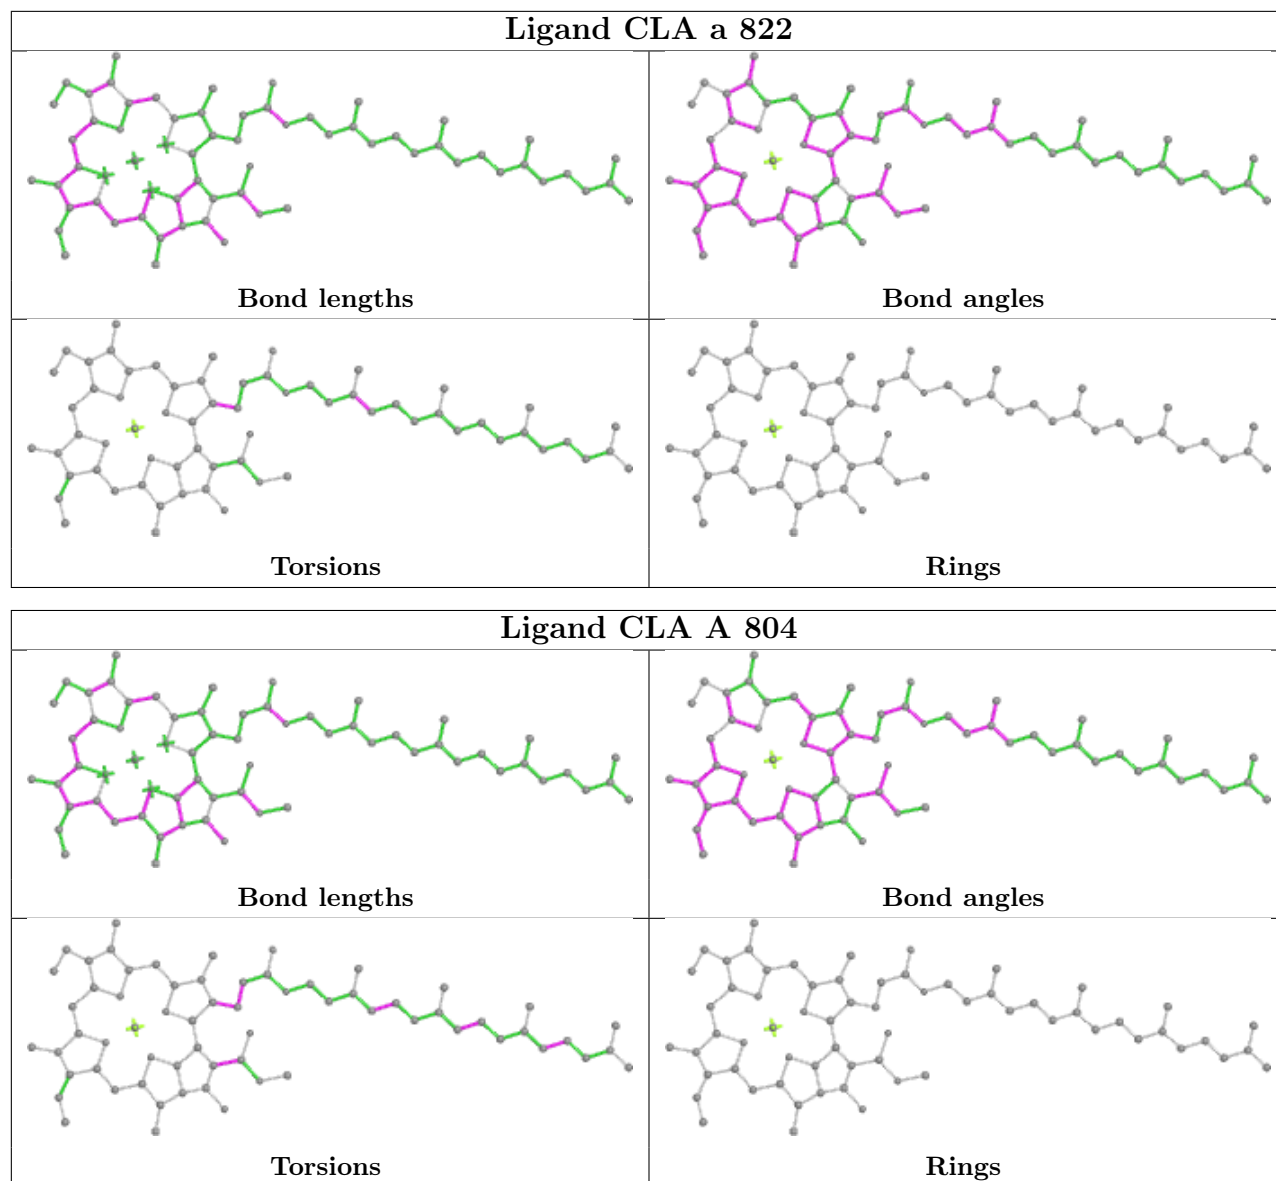 Ligand CLA a 822
Bond lengths
Bond angles
Torsions
Rings
Ligand CLA A 804
Bond lengths
Bond angles
Torsions
Rings